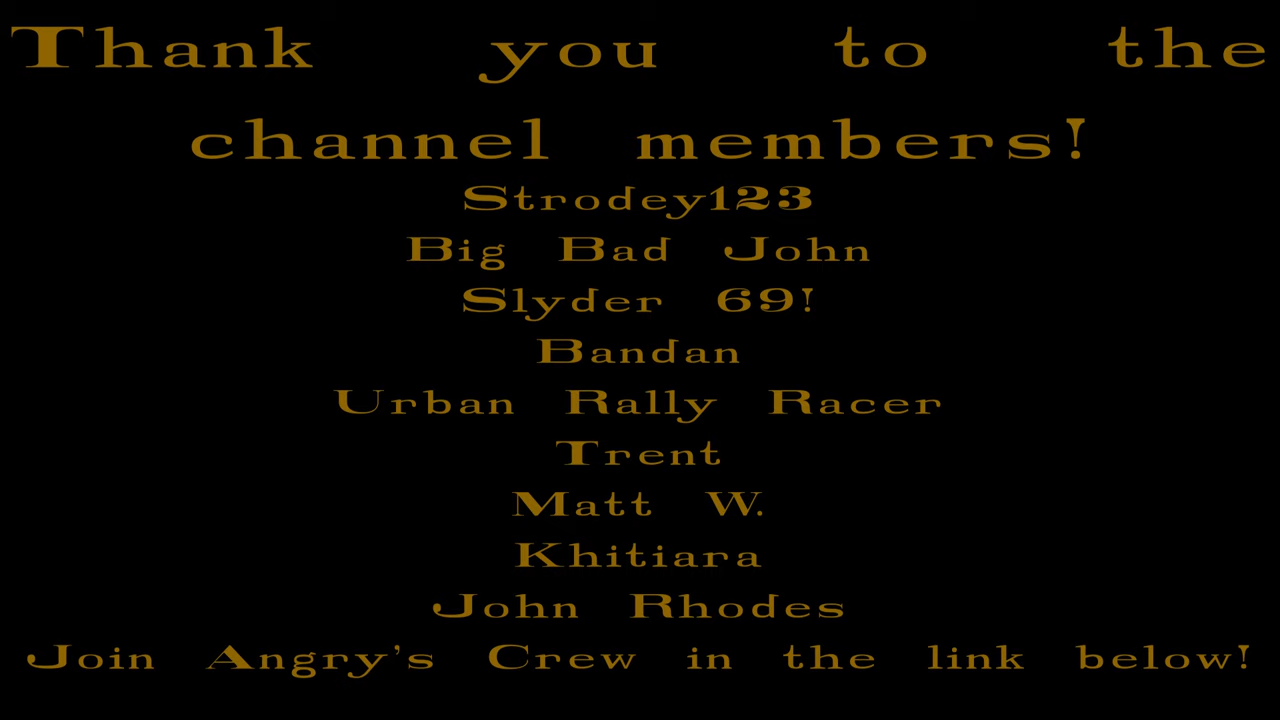 Thank you to the
channel members!
Strodey123
Big Bad John
Slyder 69!
Bandan
Urban Rally Racer
Trent
Matt W.
Khitiara
John Rhodes
Join Angry's Crew in the link below!